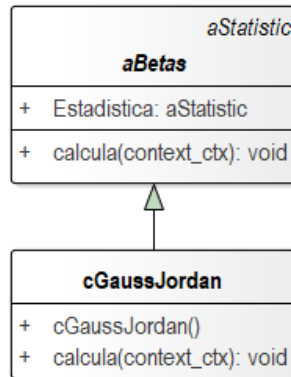 aStatistic
aBetas
+ Estadistica: aStatistic
+ calcula(context_ctx): void
cGaussJordan
+ cGaussJordan()
+ calcula(context_ctx): void